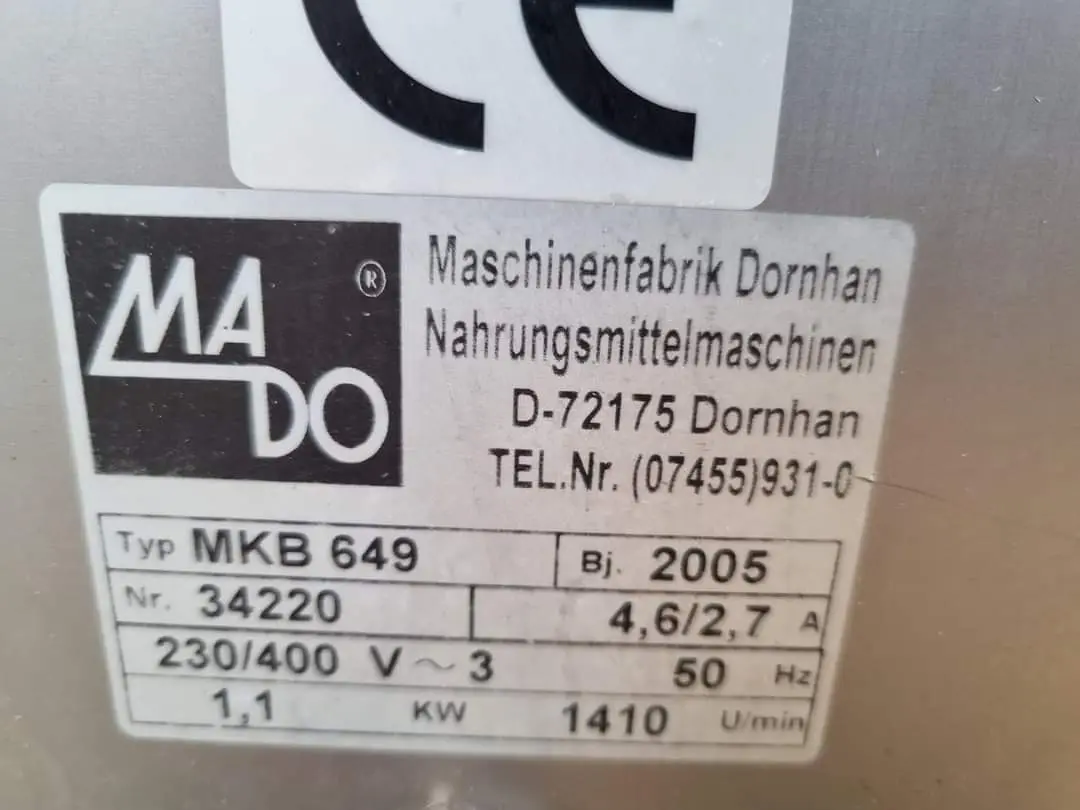 CE
MA
DO ®
Maschinenfabrik Dornhan
Nahrungsmittelmaschinen
D-72175 Dornhan
TEL.Nr. (07455)931-0
Typ MKB 649 Bj. 2005
Nr. 34220 4,6/2,7 A
230/400 V ~ 3 50 Hz
1,1 KW 1410 U/min